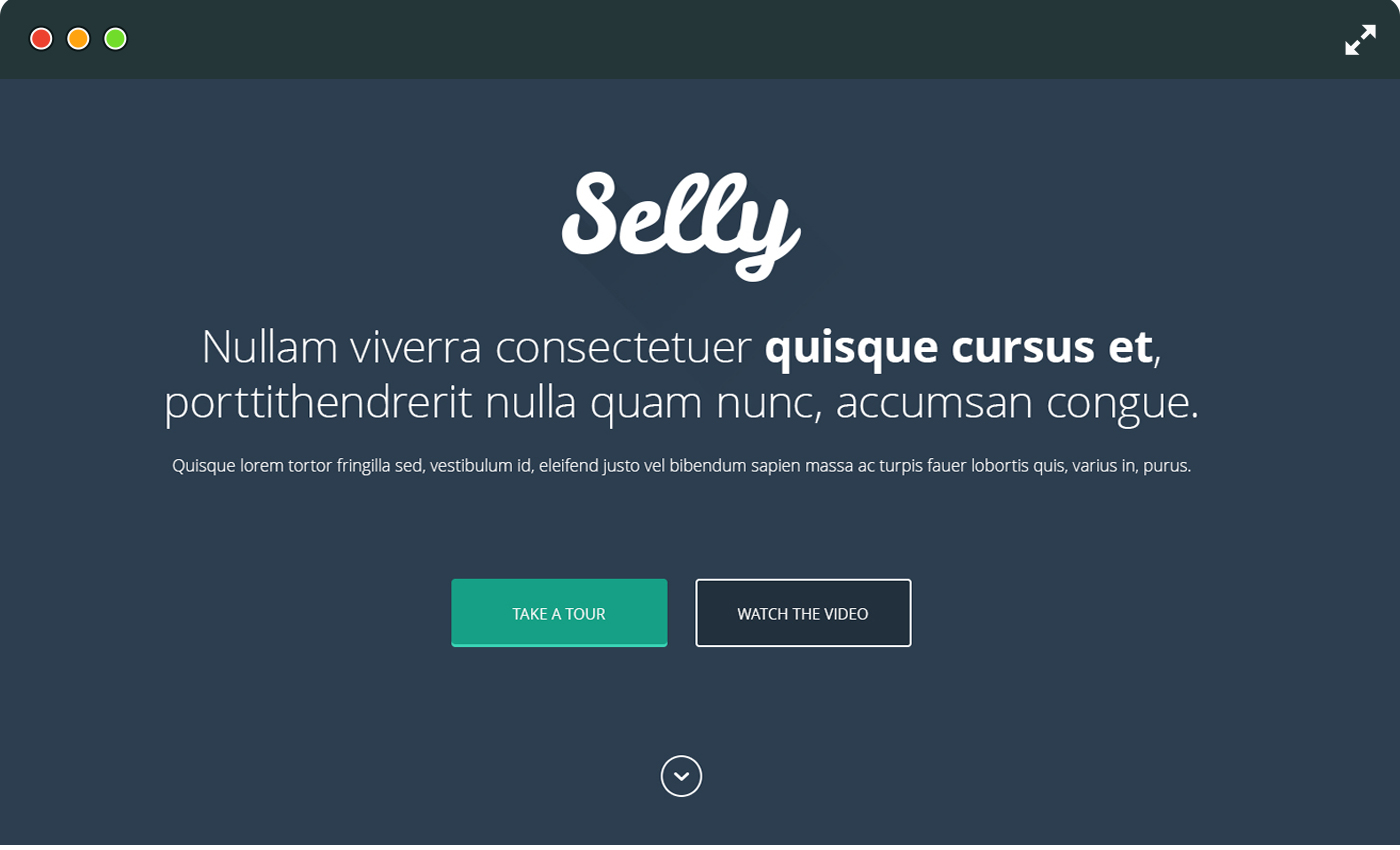 Selly
Nullam viverra consectetuer quisque cursus et,
porttithendrerit nulla quam nunc, accumsan congue.
Quisque lorem tortor fringilla sed, vestibulum id, eleifend justo vel bibendum sapien massa ac turpis fauer lobortis quis, varius in, purus.
TAKE A TOUR
WATCH THE VIDEO